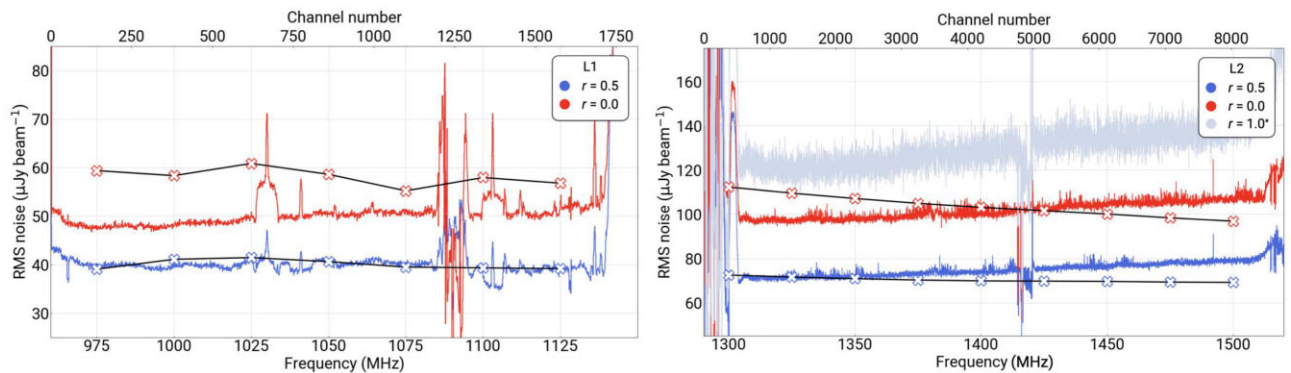 Channel number
0 250 500 750 1000 1250 1500 1750
80
70
60
50
40
30
RMS noise (μJy beam⁻¹)
L1
r = 0.5
r = 0.0
975 1000 1025 1050 1075 1100 1125
Frequency (MHz)
Channel number
0 1000 2000 3000 4000 5000 6000 7000 8000
160
140
120
100
80
60
RMS noise (μJy beam⁻¹)
L2
r = 0.5
r = 0.0
r = 1.0*
1300 1350 1400 1450 1500
Frequency (MHz)